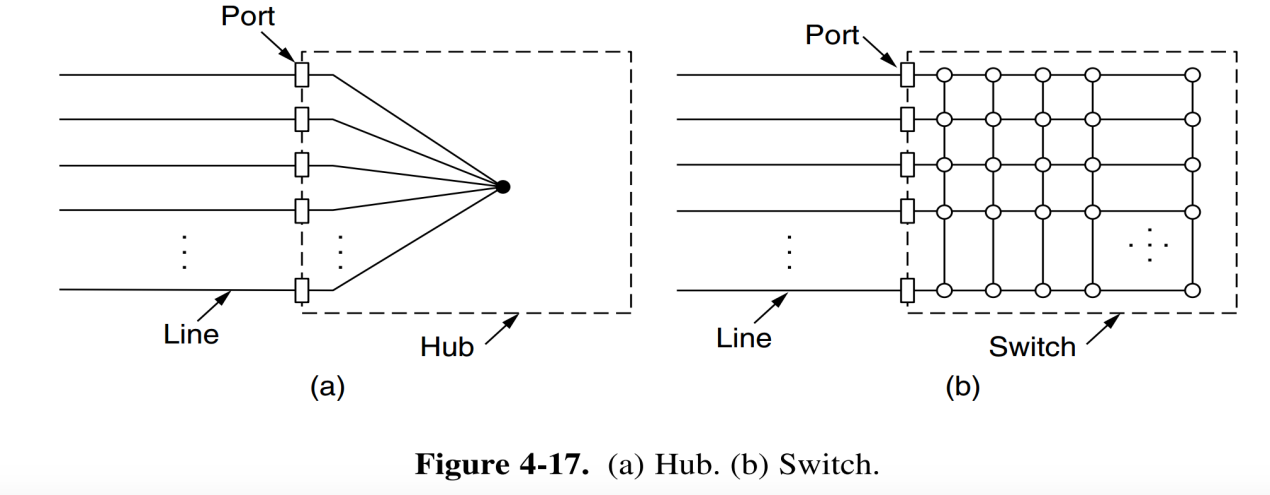 Port
Port
Line
Hub
Line
Switch
(a)
(b)
Figure 4-17. (a) Hub. (b) Switch.